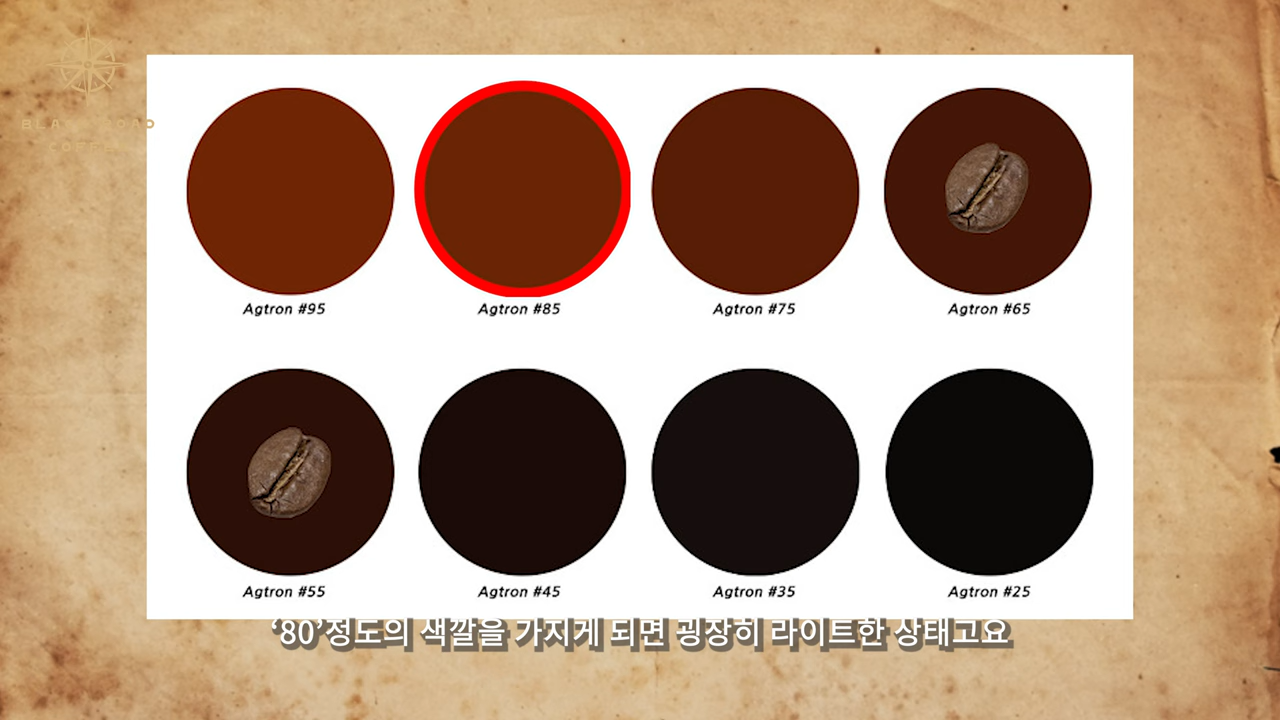 Agtron #95
Agtron #85
Agtron #75
Agtron #65
Agtron #55
Agtron #45
Agtron #35
Agtron #25
‘80’정도의 색깔을 가지게 되면 굉장히 라이트한 상태고요